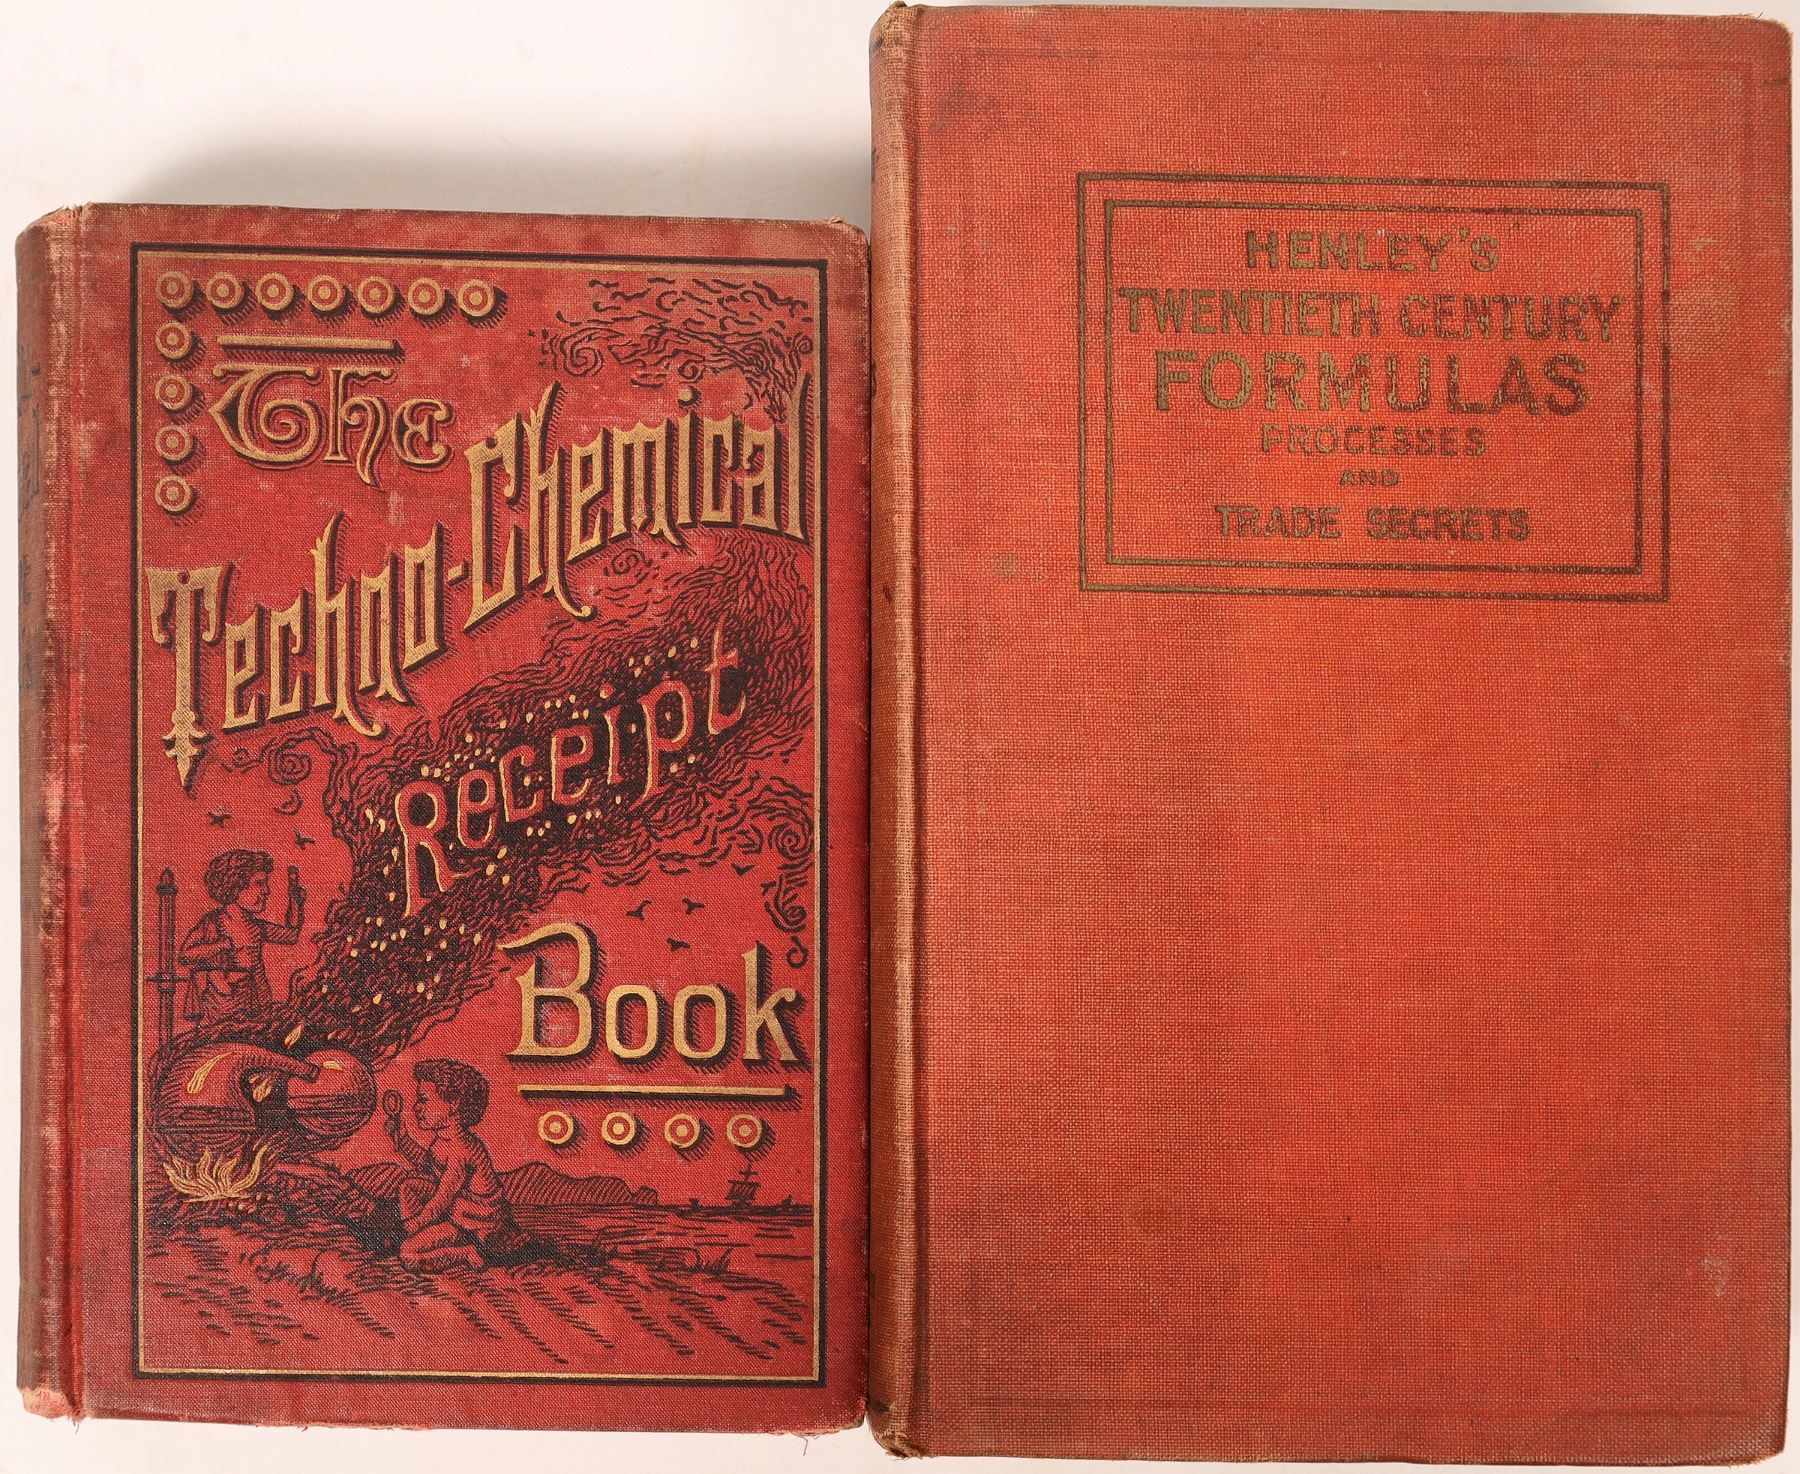 The
Techno-Chemical
Receipt
Book
HENLEY'S
TWENTIETH CENTURY
FORMULAS
PROCESSES
AND
TRADE SECRETS